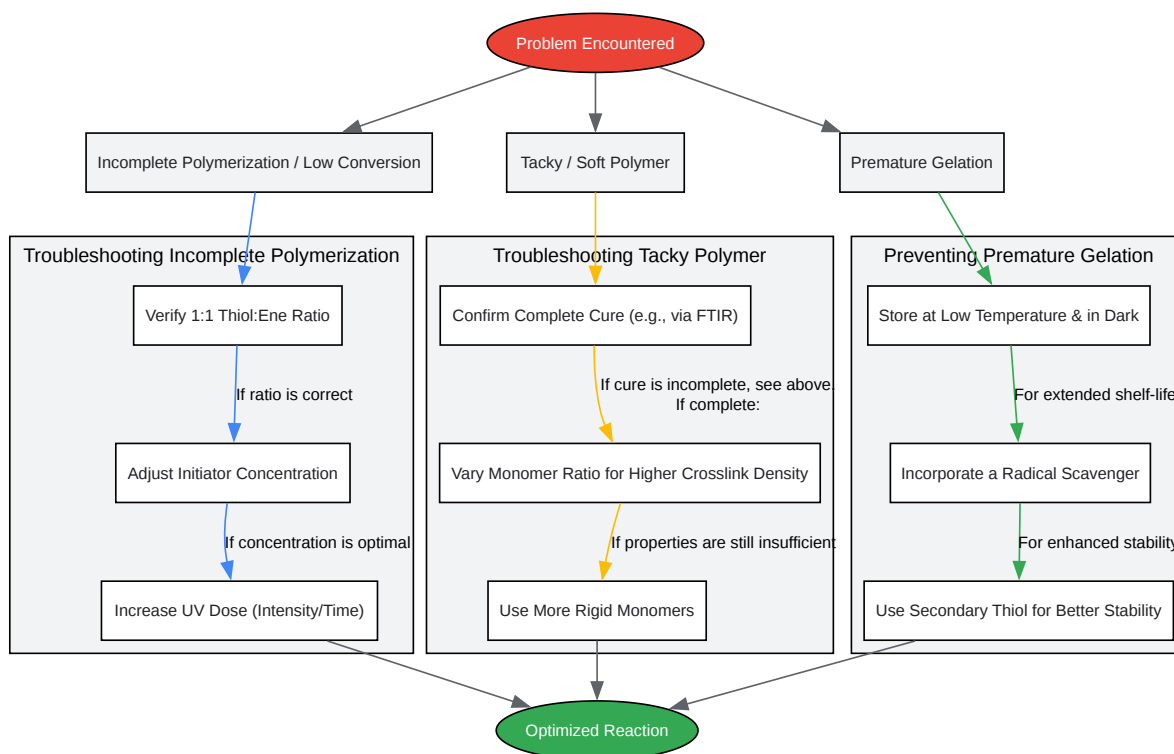 Problem Encountered
Incomplete Polymerization / Low Conversion
Tacky / Soft Polymer
Premature Gelation
Troubleshooting Incomplete Polymerization
Troubleshooting Tacky Polymer
Preventing Premature Gelation
Verify 1:1 Thiol:Ene Ratio
Confirm Complete Cure (e.g., via FTIR)
Store at Low Temperature & in Dark
If ratio is correct
If cure is incomplete, see above.
If complete:
For extended shelf-life
Adjust Initiator Concentration
Vary Monomer Ratio for Higher Crosslink Density
Incorporate a Radical Scavenger
If concentration is optimal
If properties are still insufficient
For enhanced stability
Increase UV Dose (Intensity/Time)
Use More Rigid Monomers
Use Secondary Thiol for Better Stability
Optimized Reaction